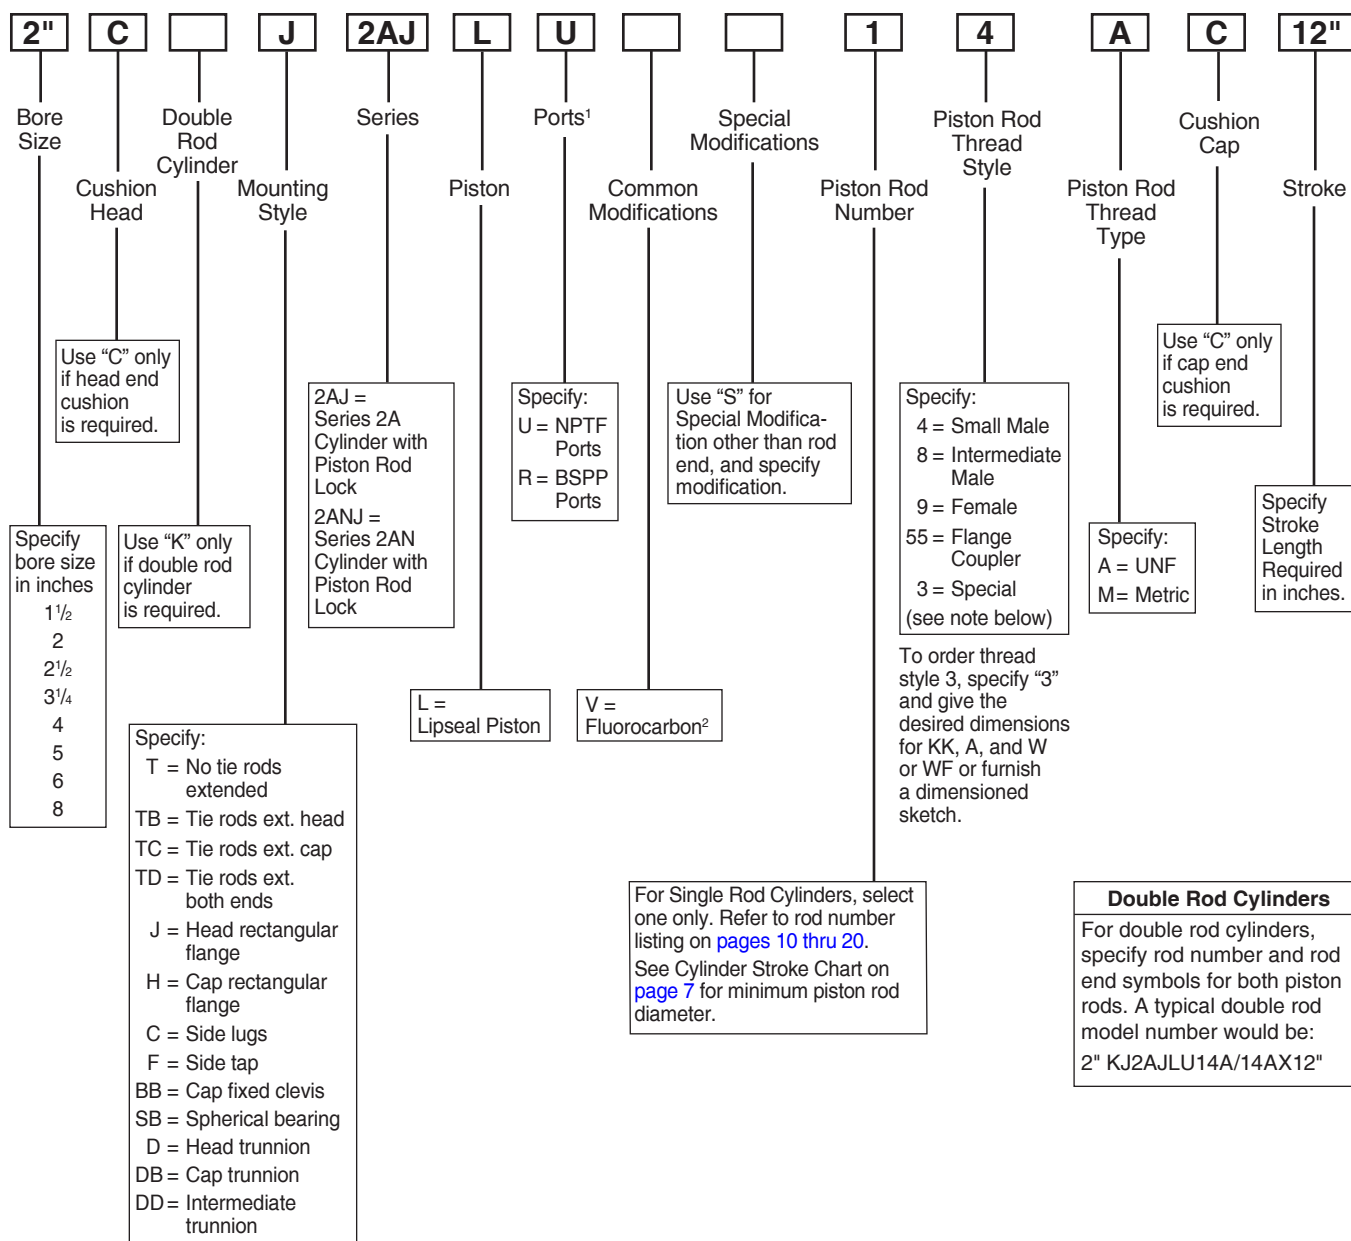 2" C J 2AJ L U 1 4 A C 12"
Bore
Size
Cushion
Head
Double
Rod
Cylinder
Mounting
Style
Series
Piston
Ports¹
Common
Modifications
Special
Modifications
Piston Rod
Number
Piston Rod
Thread
Style
Piston Rod
Thread
Type
Cushion
Cap
Stroke
Specify
bore size
in inches
1 1/2
2
2 1/2
3 1/4
4
5
6
8
Use “C” only
if head end
cushion
is required.
Use “K” only
if double rod
cylinder
is required.
Specify:
T = No tie rods
extended
TB = Tie rods ext. head
TC = Tie rods ext. cap
TD = Tie rods ext.
both ends
J = Head rectangular
flange
H = Cap rectangular
flange
C = Side lugs
F = Side tap
BB = Cap fixed clevis
SB = Spherical bearing
D = Head trunnion
DB = Cap trunnion
DD = Intermediate
trunnion
2AJ =
Series 2A
Cylinder with
Piston Rod
Lock
2ANJ =
Series 2AN
Cylinder with
Piston Rod
Lock
L =
Lipseal Piston
Specify:
U = NPTF
Ports
R = BSPP
Ports
V =
Fluorocarbon²
Use “S” for
Special Modifica-
tion other than rod
end, and specify
modification.
For Single Rod Cylinders, select
one only. Refer to rod number
listing on pages 10 thru 20.
See Cylinder Stroke Chart on
page 7 for minimum piston rod
diameter.
Specify:
4 = Small Male
8 = Intermediate
Male
9 = Female
55 = Flange
Coupler
3 = Special
(see note below)
To order thread
style 3, specify “3”
and give the
desired dimensions
for KK, A, and W
or WF or furnish
a dimensioned
sketch.
Specify:
A = UNF
M = Metric
Use “C” only
if cap end
cushion
is required.
Specify
Stroke
Length
Required
in inches.
Double Rod Cylinders
For double rod cylinders,
specify rod number and rod
end symbols for both piston
rods. A typical double rod
model number would be:
2" KJ2AJLU14A/14AX12"